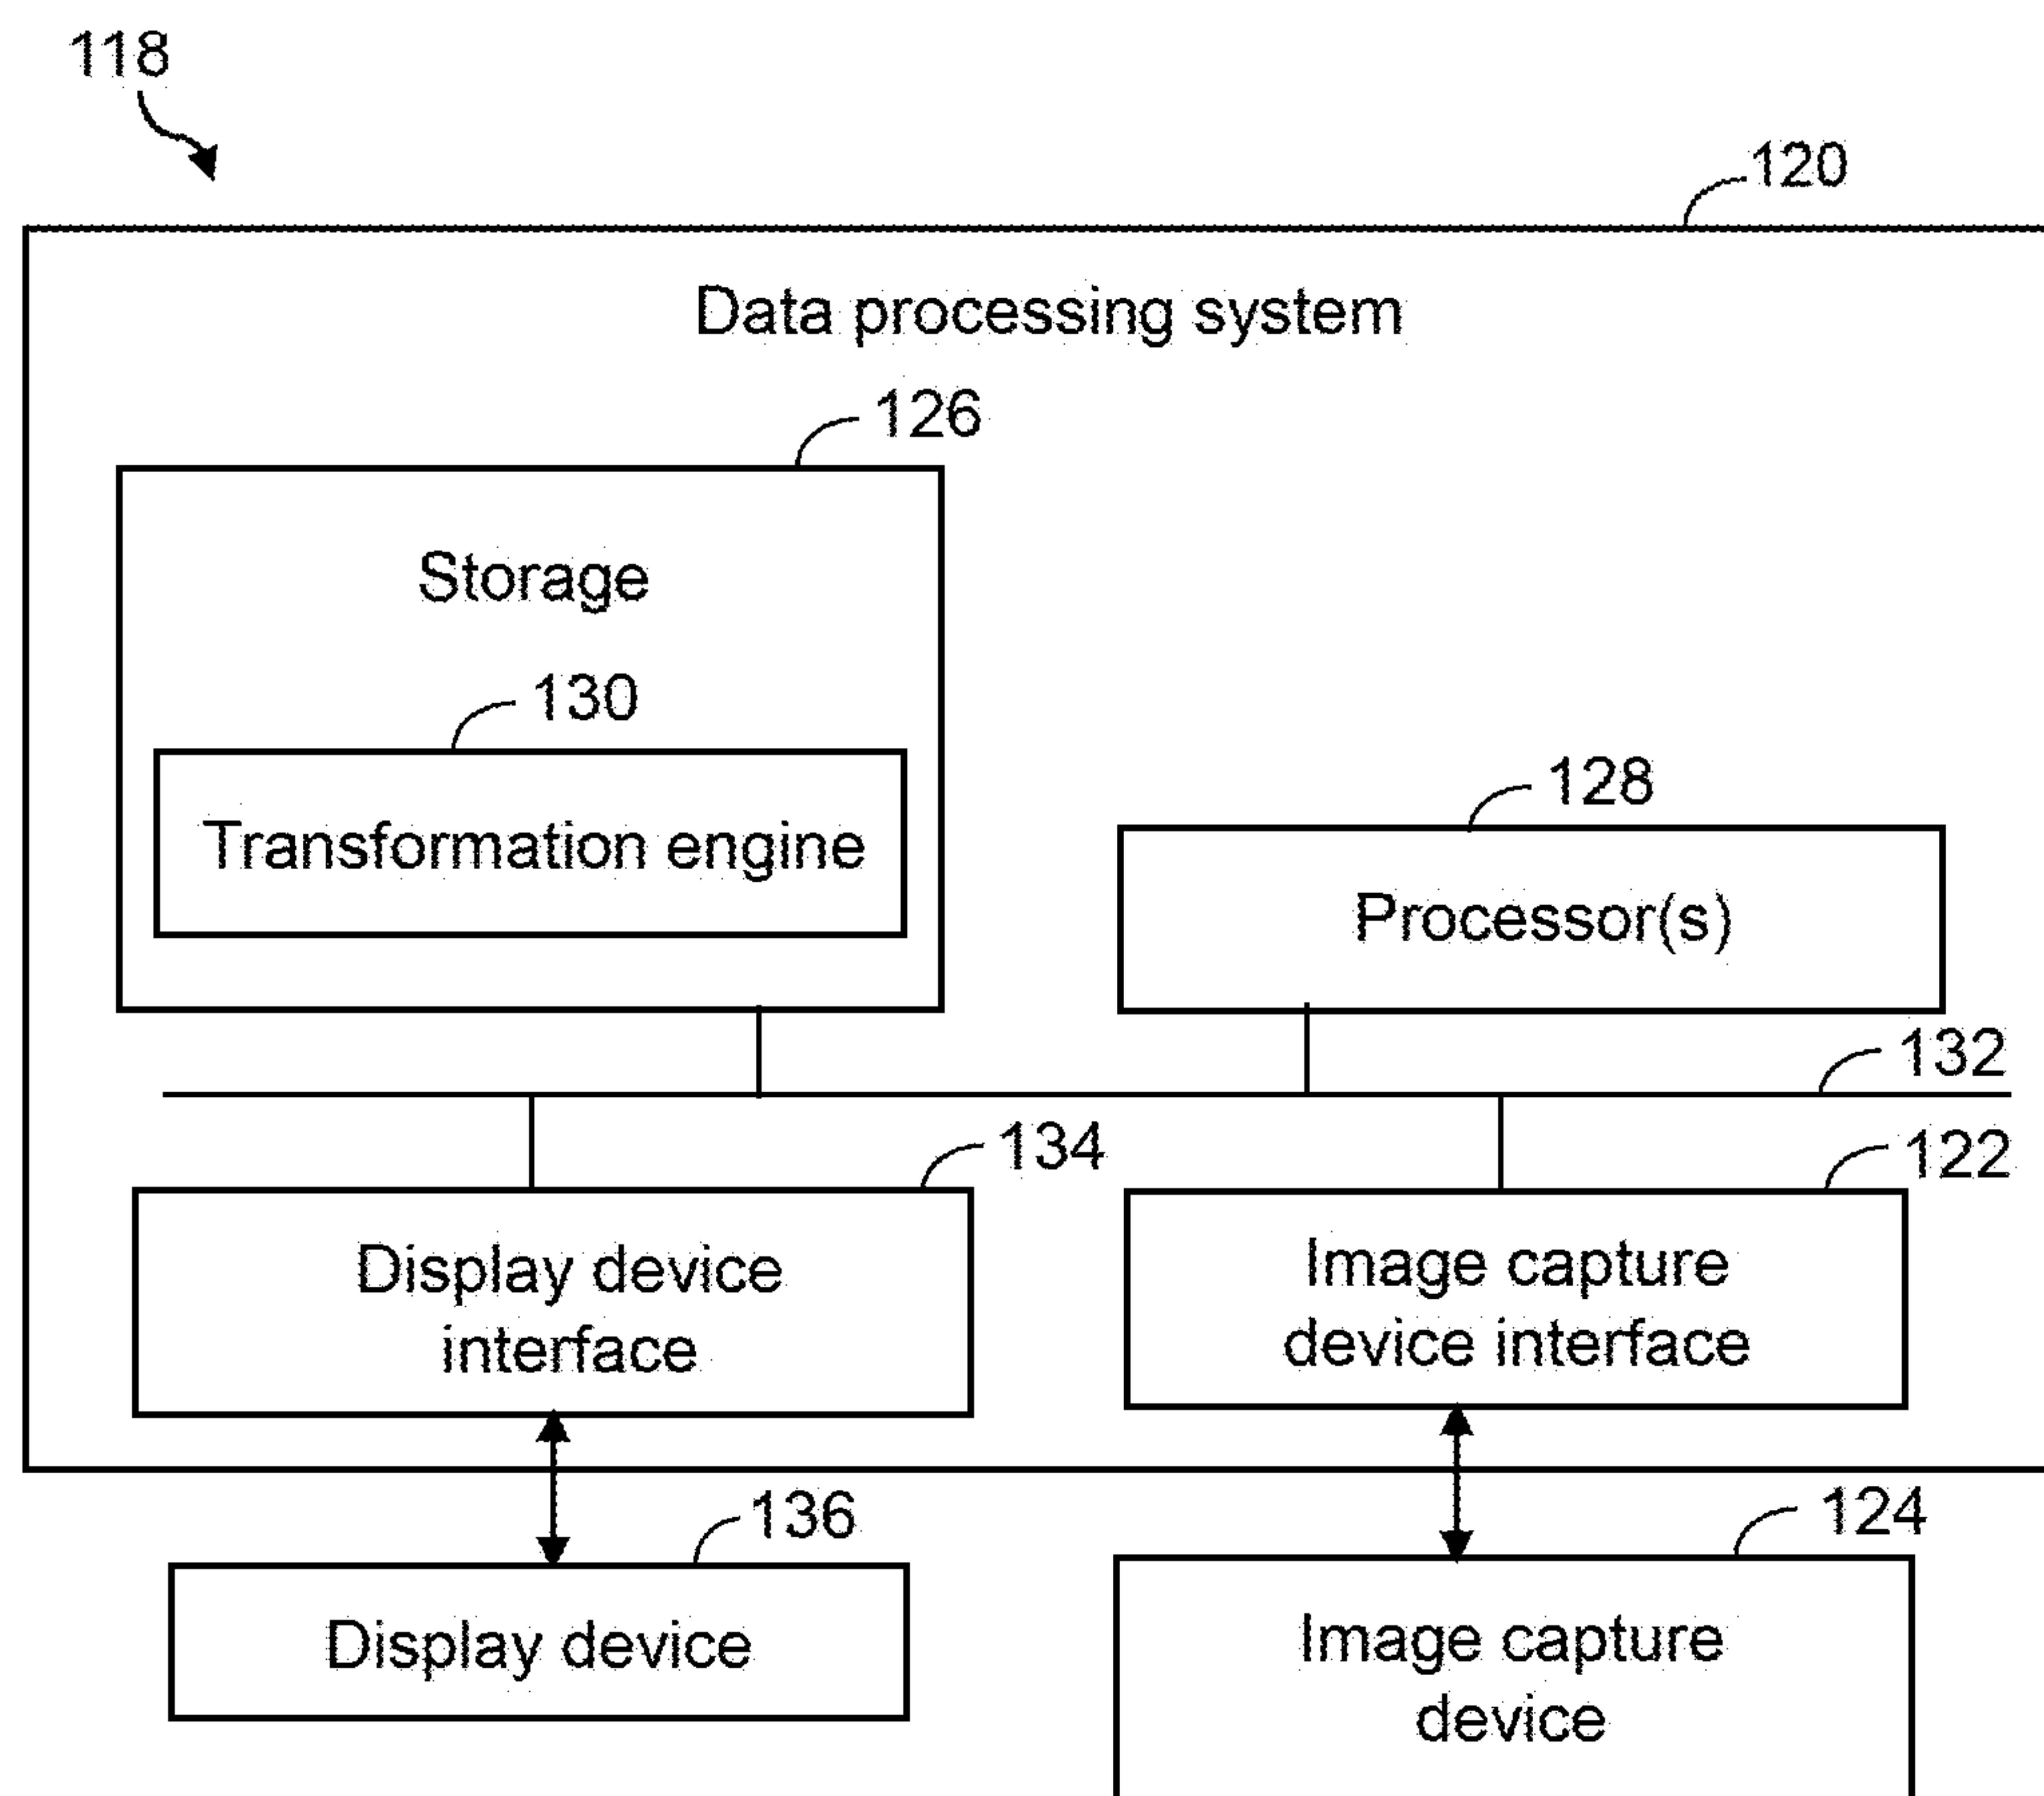 118
120
Data processing system
126
Storage
130
Transformation engine
128
Processor(s)
132
134
122
Display device
interface
Image capture
device interface
136
124
Display device
Image capture
device